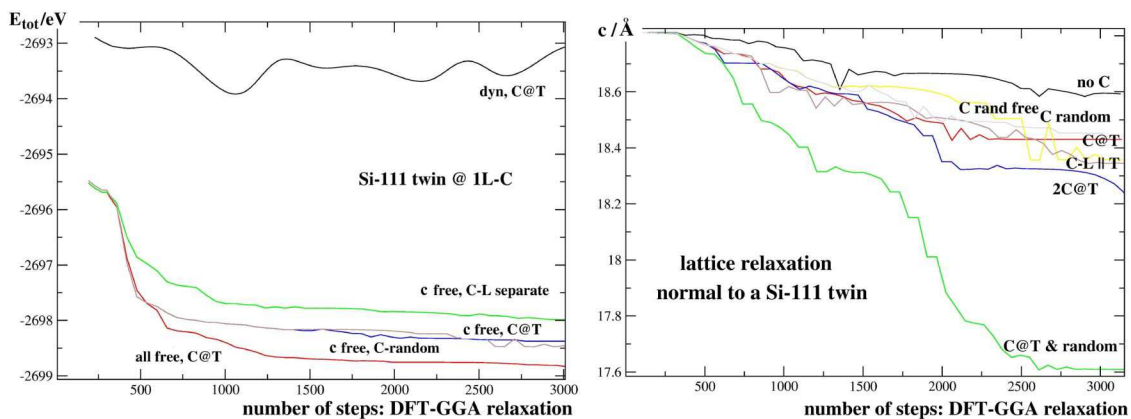 E_tot/eV
-2693
-2694
-2695
-2696
-2697
-2698
-2699
dyn, C@T
Si-111 twin @ 1L-C
c free, C-L separate
c free, C@T
c free, C-random
all free, C@T
500
1000
1500
2000
2500
3000
number of steps: DFT-GGA relaxation
c / Å
18.6
18.4
18.2
18
17.8
17.6
no C
C rand free
C random
C@T
C-L || T
2C@T
lattice relaxation
normal to a Si-111 twin
C@T & random
500
1000
1500
2000
2500
3000
number of steps: DFT-GGA relaxation